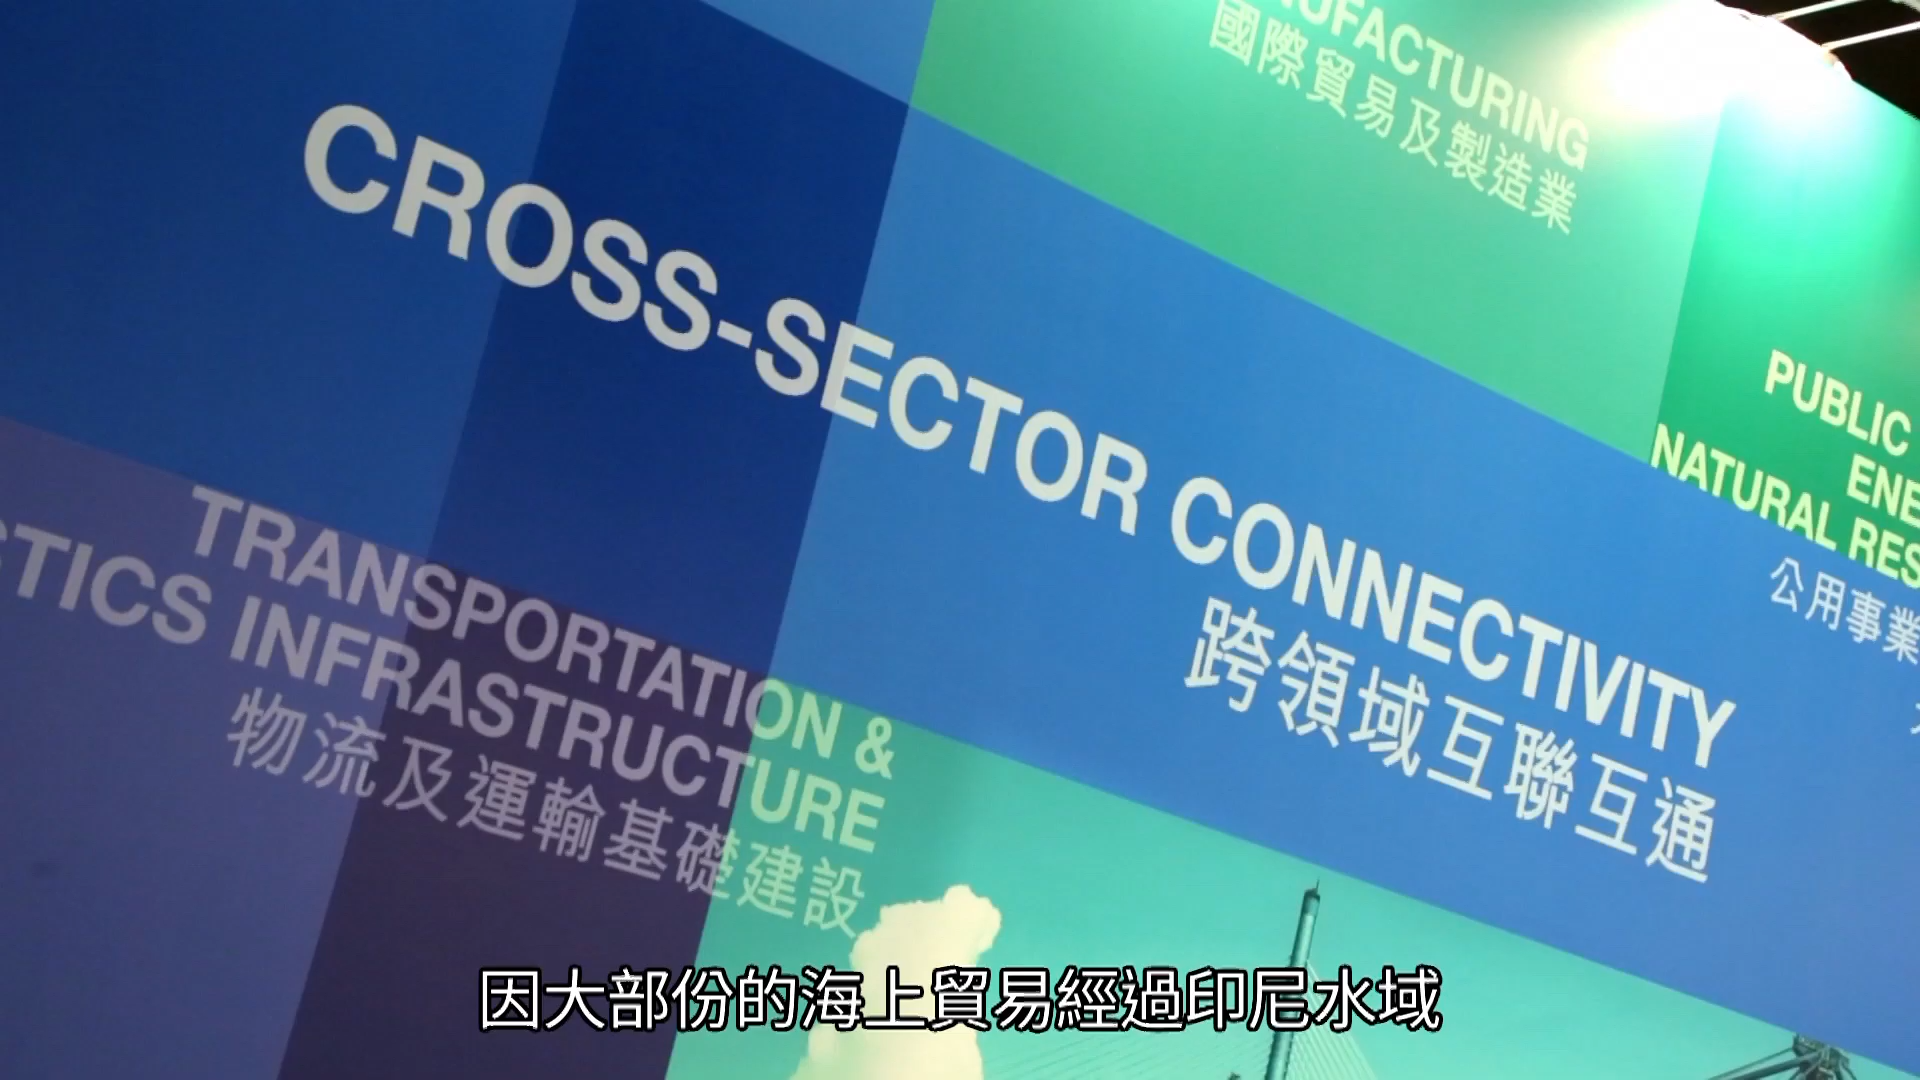 UFACTURING
國際貿易及製造業
CROSS-SECTOR CONNECTIVITY
跨領域互聯互通
PUBLIC
ENE
NATURAL RES
公用事業
TRANSPORTATION &
STICS INFRASTRUCTURE
物流及運輸基礎建設
因大部份的海上貿易經過印尼水域